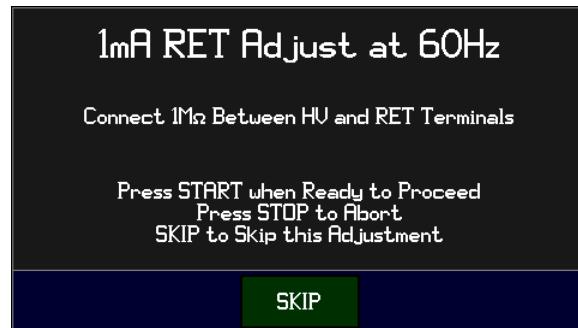 1mA RET Adjust at 60Hz
Connect 1MΩ Between HV and RET Terminals
Press START when Ready to Proceed
Press STOP to Abort
SKIP to Skip this Adjustment
SKIP